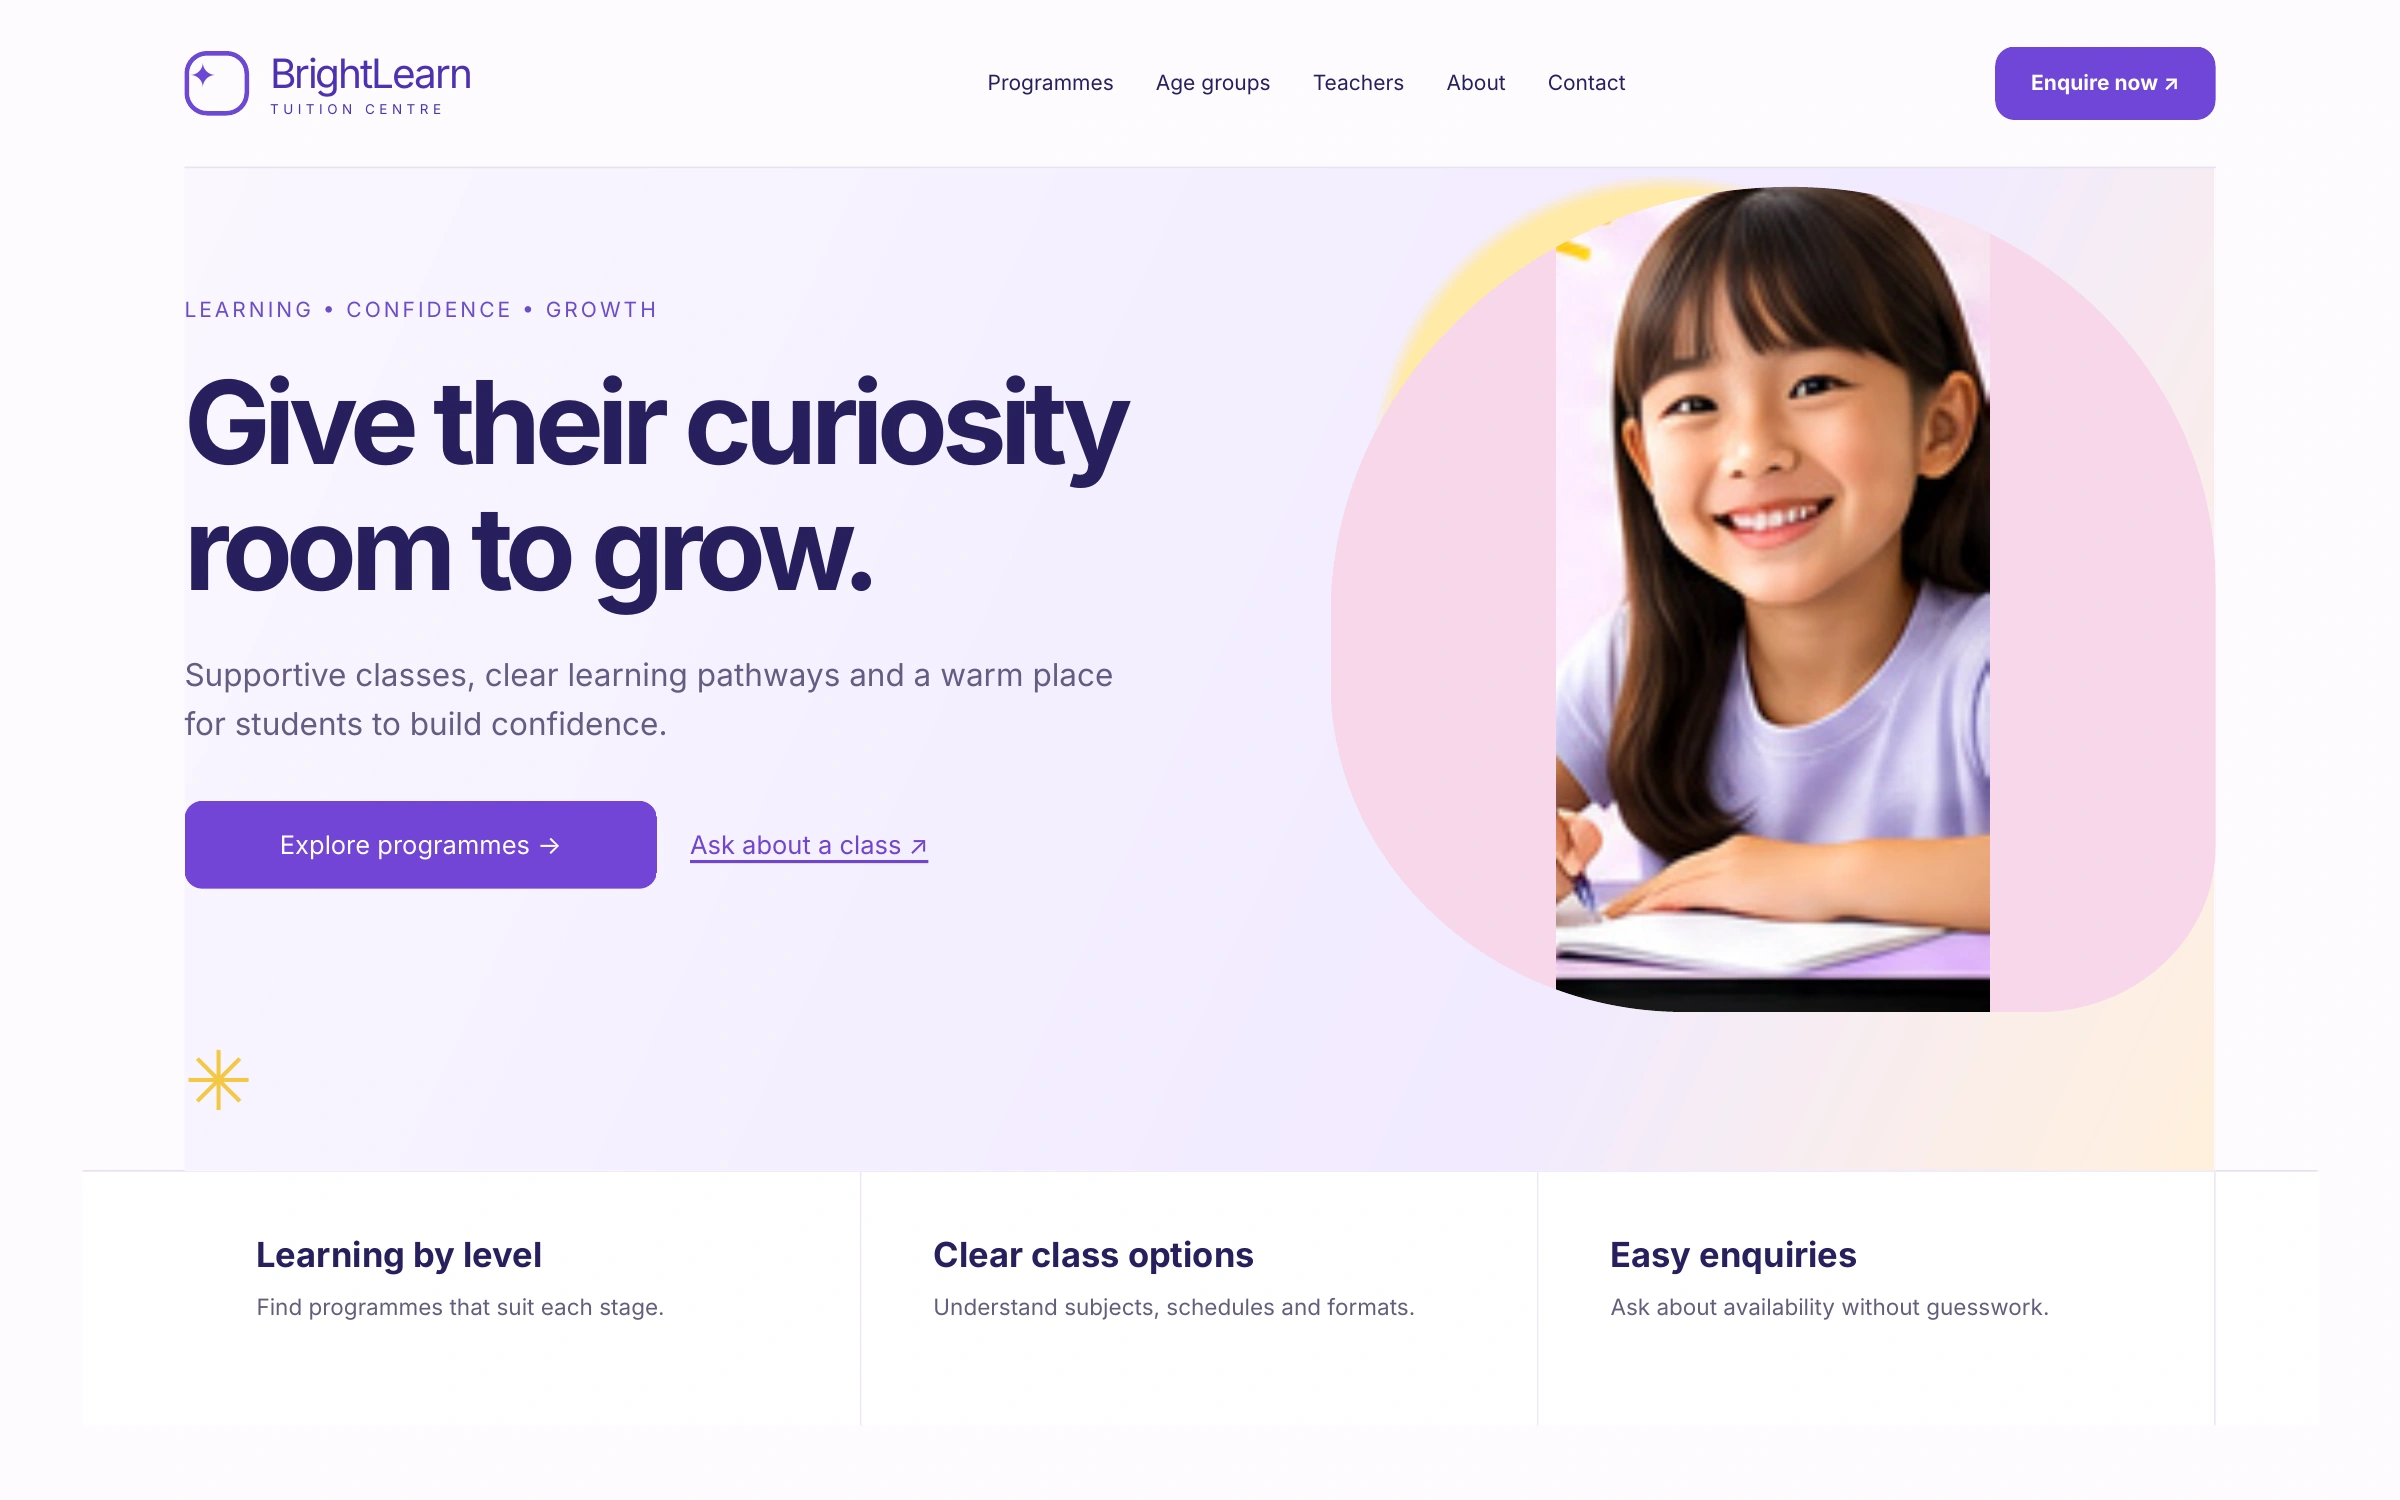 BrightLearn
TUITION CENTRE
Programmes
Age groups
Teachers
About
Contact
Enquire now ↗
LEARNING • CONFIDENCE • GROWTH
Give their curiosity
room to grow.
Supportive classes, clear learning pathways and a warm place
for students to build confidence.
Explore programmes →
Ask about a class ↗
Learning by level
Find programmes that suit each stage.
Clear class options
Understand subjects, schedules and formats.
Easy enquiries
Ask about availability without guesswork.